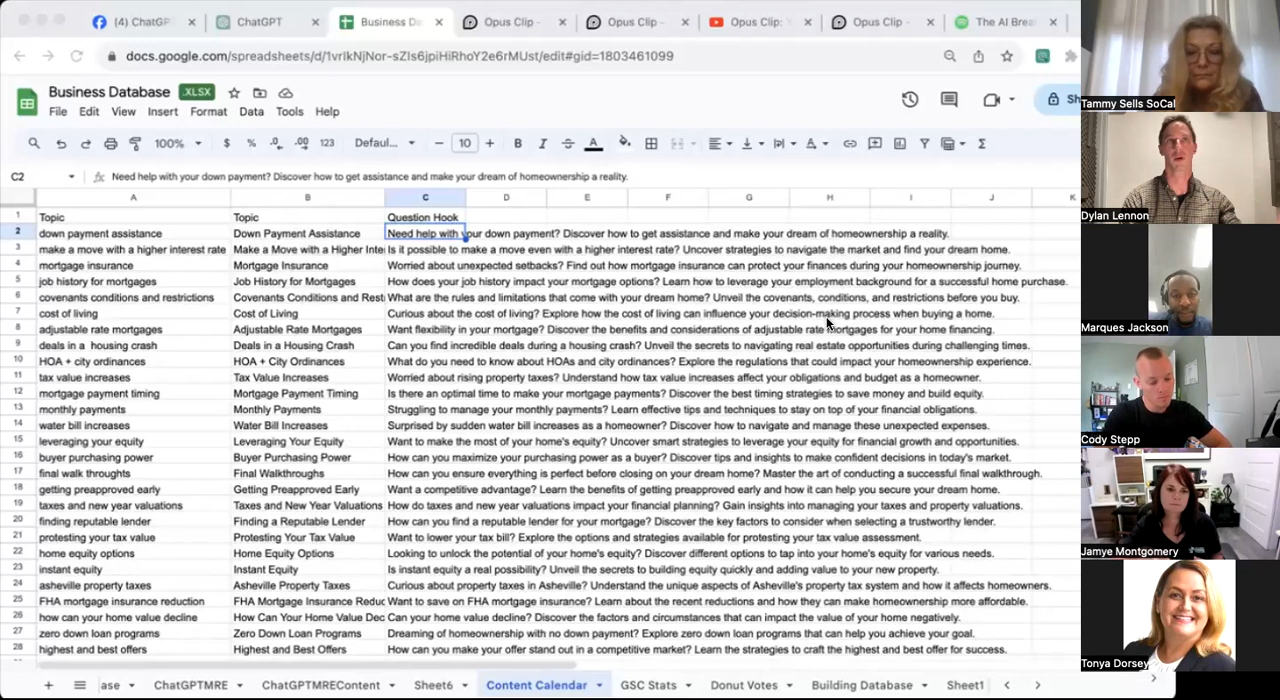 (4) ChatGP
ChatGPT
Business Da
Opus Clip -
Opus Clip -
Opus Clip:
Opus Clip -
The AI Brea
docs.google.com/spreadsheets/d/1vrIkNjNor-sZIs6jpiHiRhoY2e6rMUst/edit#gid=1803461099
Business Database .XLSX
File Edit View Insert Format Data Tools Help
Sh
100% $ % .0 .00 123 Defaul... 10 B I A
C2 fx Need help with your down payment? Discover how to get assistance and make your dream of homeownership a reality.
A B C D E F G H I J K
1 Topic Topic Question Hook
2 down payment assistance Down Payment Assistance Need help with your down payment? Discover how to get assistance and make your dream of homeownership a reality.
3 make a move with a higher interest rate Make a Move with a Higher Inte Is it possible to make a move even with a higher interest rate? Uncover strategies to navigate the market and find your dream home.
4 mortgage insurance Mortgage Insurance Worried about unexpected setbacks? Find out how mortgage insurance can protect your finances during your homeownership journey.
5 job history for mortgages Job History for Mortgages How does your job history impact your mortgage options? Learn how to leverage your employment background for a successful home purchase.
6 covenants conditions and restrictions Covenants Conditions and Resti What are the rules and limitations that come with your dream home? Unveil the covenants, conditions, and restrictions before you buy.
7 cost of living Cost of Living Curious about the cost of living? Explore how the cost of living can influence your decision-making process when buying a home.
8 adjustable rate mortgages Adjustable Rate Mortgages Want flexibility in your mortgage? Discover the benefits and considerations of adjustable rate mortgages for your home financing.
9 deals in a housing crash Deals in a Housing Crash Can you find incredible deals during a housing crash? Unveil the secrets to navigating real estate opportunities during challenging times.
10 HOA + city ordinances HOA + City Ordinances What do you need to know about HOAs and city ordinances? Explore the regulations that could impact your homeownership experience.
11 tax value increases Tax Value Increases Worried about rising property taxes? Understand how tax value increases affect your obligations and budget as a homeowner.
12 mortgage payment timing Mortgage Payment Timing Is there an optimal time to make your mortgage payments? Discover the best timing strategies to save money and build equity.
13 monthly payments Monthly Payments Struggling to manage your monthly payments? Learn effective tips and techniques to stay on top of your financial obligations.
14 water bill increases Water Bill Increases Surprised by sudden water bill increases as a homeowner? Discover how to navigate and manage these unexpected expenses.
15 leveraging your equity Leveraging Your Equity Want to make the most of your home's equity? Uncover smart strategies to leverage your equity for financial growth and opportunities.
16 buyer purchasing power Buyer Purchasing Power How can you maximize your purchasing power as a buyer? Discover tips and insights to make confident decisions in today's market.
17 final walk throughts Final Walkthroughs How can you ensure everything is perfect before closing on your dream home? Master the art of conducting a successful final walkthrough.
18 getting preapproved early Getting Preapproved Early Want a competitive advantage? Learn the benefits of getting preapproved early and how it can help you secure your dream home.
19 taxes and new year valuations Taxes and New Year Valuations How do taxes and new year valuations impact your financial planning? Gain insights into managing your taxes and property valuations.
20 finding reputable lender Finding a Reputable Lender How can you find a reputable lender for your mortgage? Discover the key factors to consider when selecting a trustworthy lender.
21 protesting your tax value Protesting Your Tax Value Want to lower your tax bill? Explore the options and strategies available for protesting your tax value assessment.
22 home equity options Home Equity Options Looking to unlock the potential of your home's equity? Discover different options to tap into your home's equity for various needs.
23 instant equity Instant Equity Is instant equity a real possibility? Unveil the secrets to building equity quickly and adding value to your new property.
24 asheville property taxes Asheville Property Taxes Curious about property taxes in Asheville? Understand the unique aspects of Asheville's property tax system and how it affects homeowners.
25 FHA mortgage insurance reduction FHA Mortgage Insurance Reduc Want to save on FHA mortgage insurance? Learn about the recent reductions and how they can make homeownership more affordable.
26 how can your home value decline How Can Your Home Value Dec Can your home value decline? Discover the factors and circumstances that can impact the value of your home negatively.
27 zero down loan programs Zero Down Loan Programs Dreaming of homeownership with no down payment? Explore zero down loan programs that can help you achieve your goal.
28 highest and best offers Highest and Best Offers How can you make your offer stand out in a competitive market? Learn the strategies to craft the highest and best offer for success.
ase ChatGPTMRE ChatGPTMREContent Sheet6 Content Calendar GSC Stats Donut Votes Building Database Sheet1
Tammy Sells SoCal
Dylan Lennon
Marques Jackson
Cody Stepp
Jamye Montgomery
Tonya Dorsey